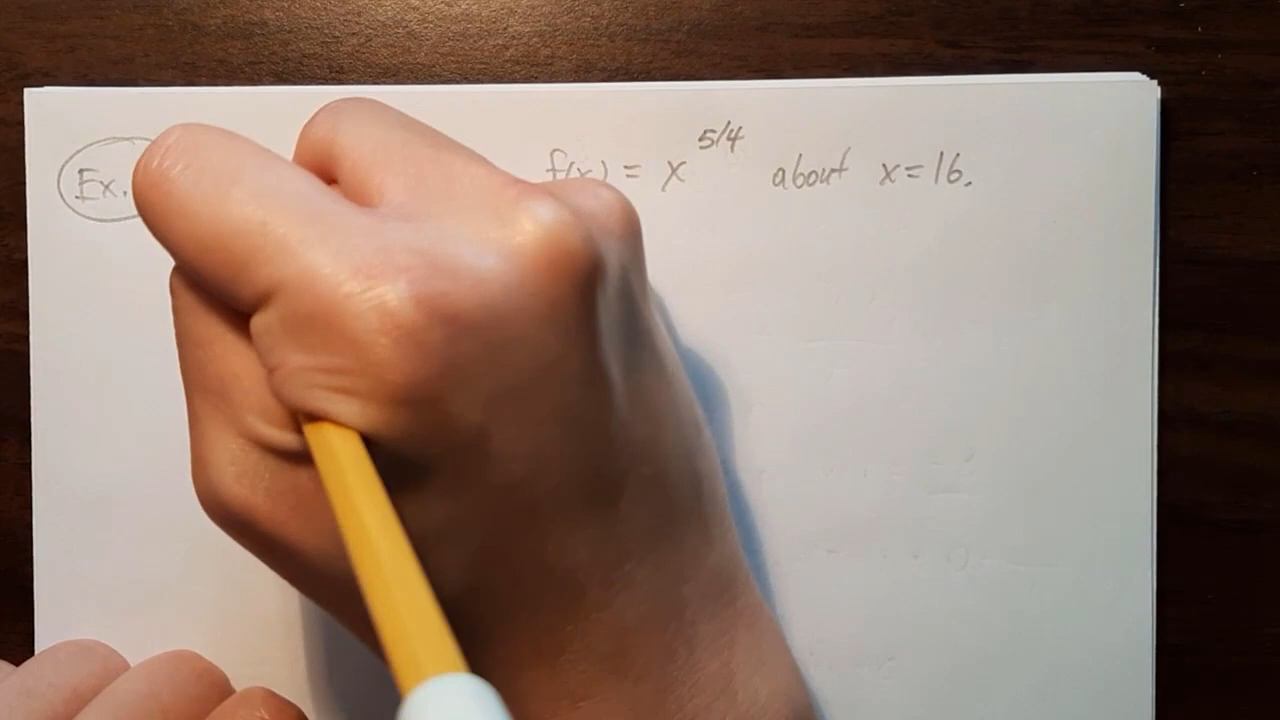 Ex. f(x) = x^{5/4} about x=16.